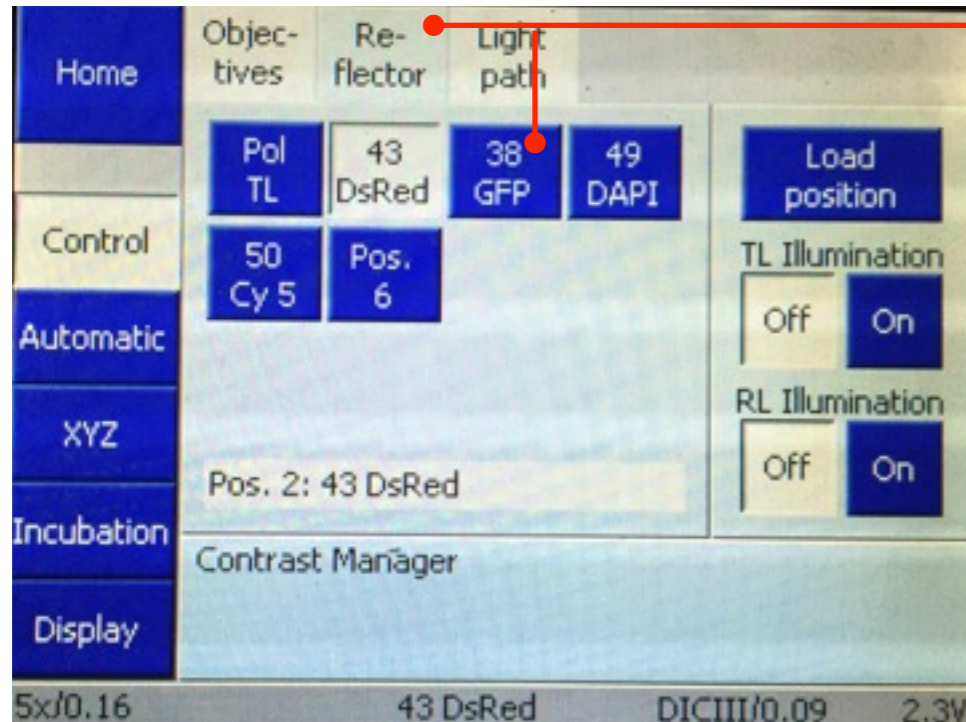 Home
Control
Automatic
XYZ
Incubation
Display
Objec-
tives
Re-
flector
Light
path
Pol
TL
43
DsRed
38
GFP
49
DAPI
50
Cy 5
Pos.
6
Pos. 2: 43 DsRed
Load
position
TL Illumination
Off
On
RL Illumination
Off
On
Contrast Manager
5x/0.16
43 DsRed
DICIII/0.09
2.3V